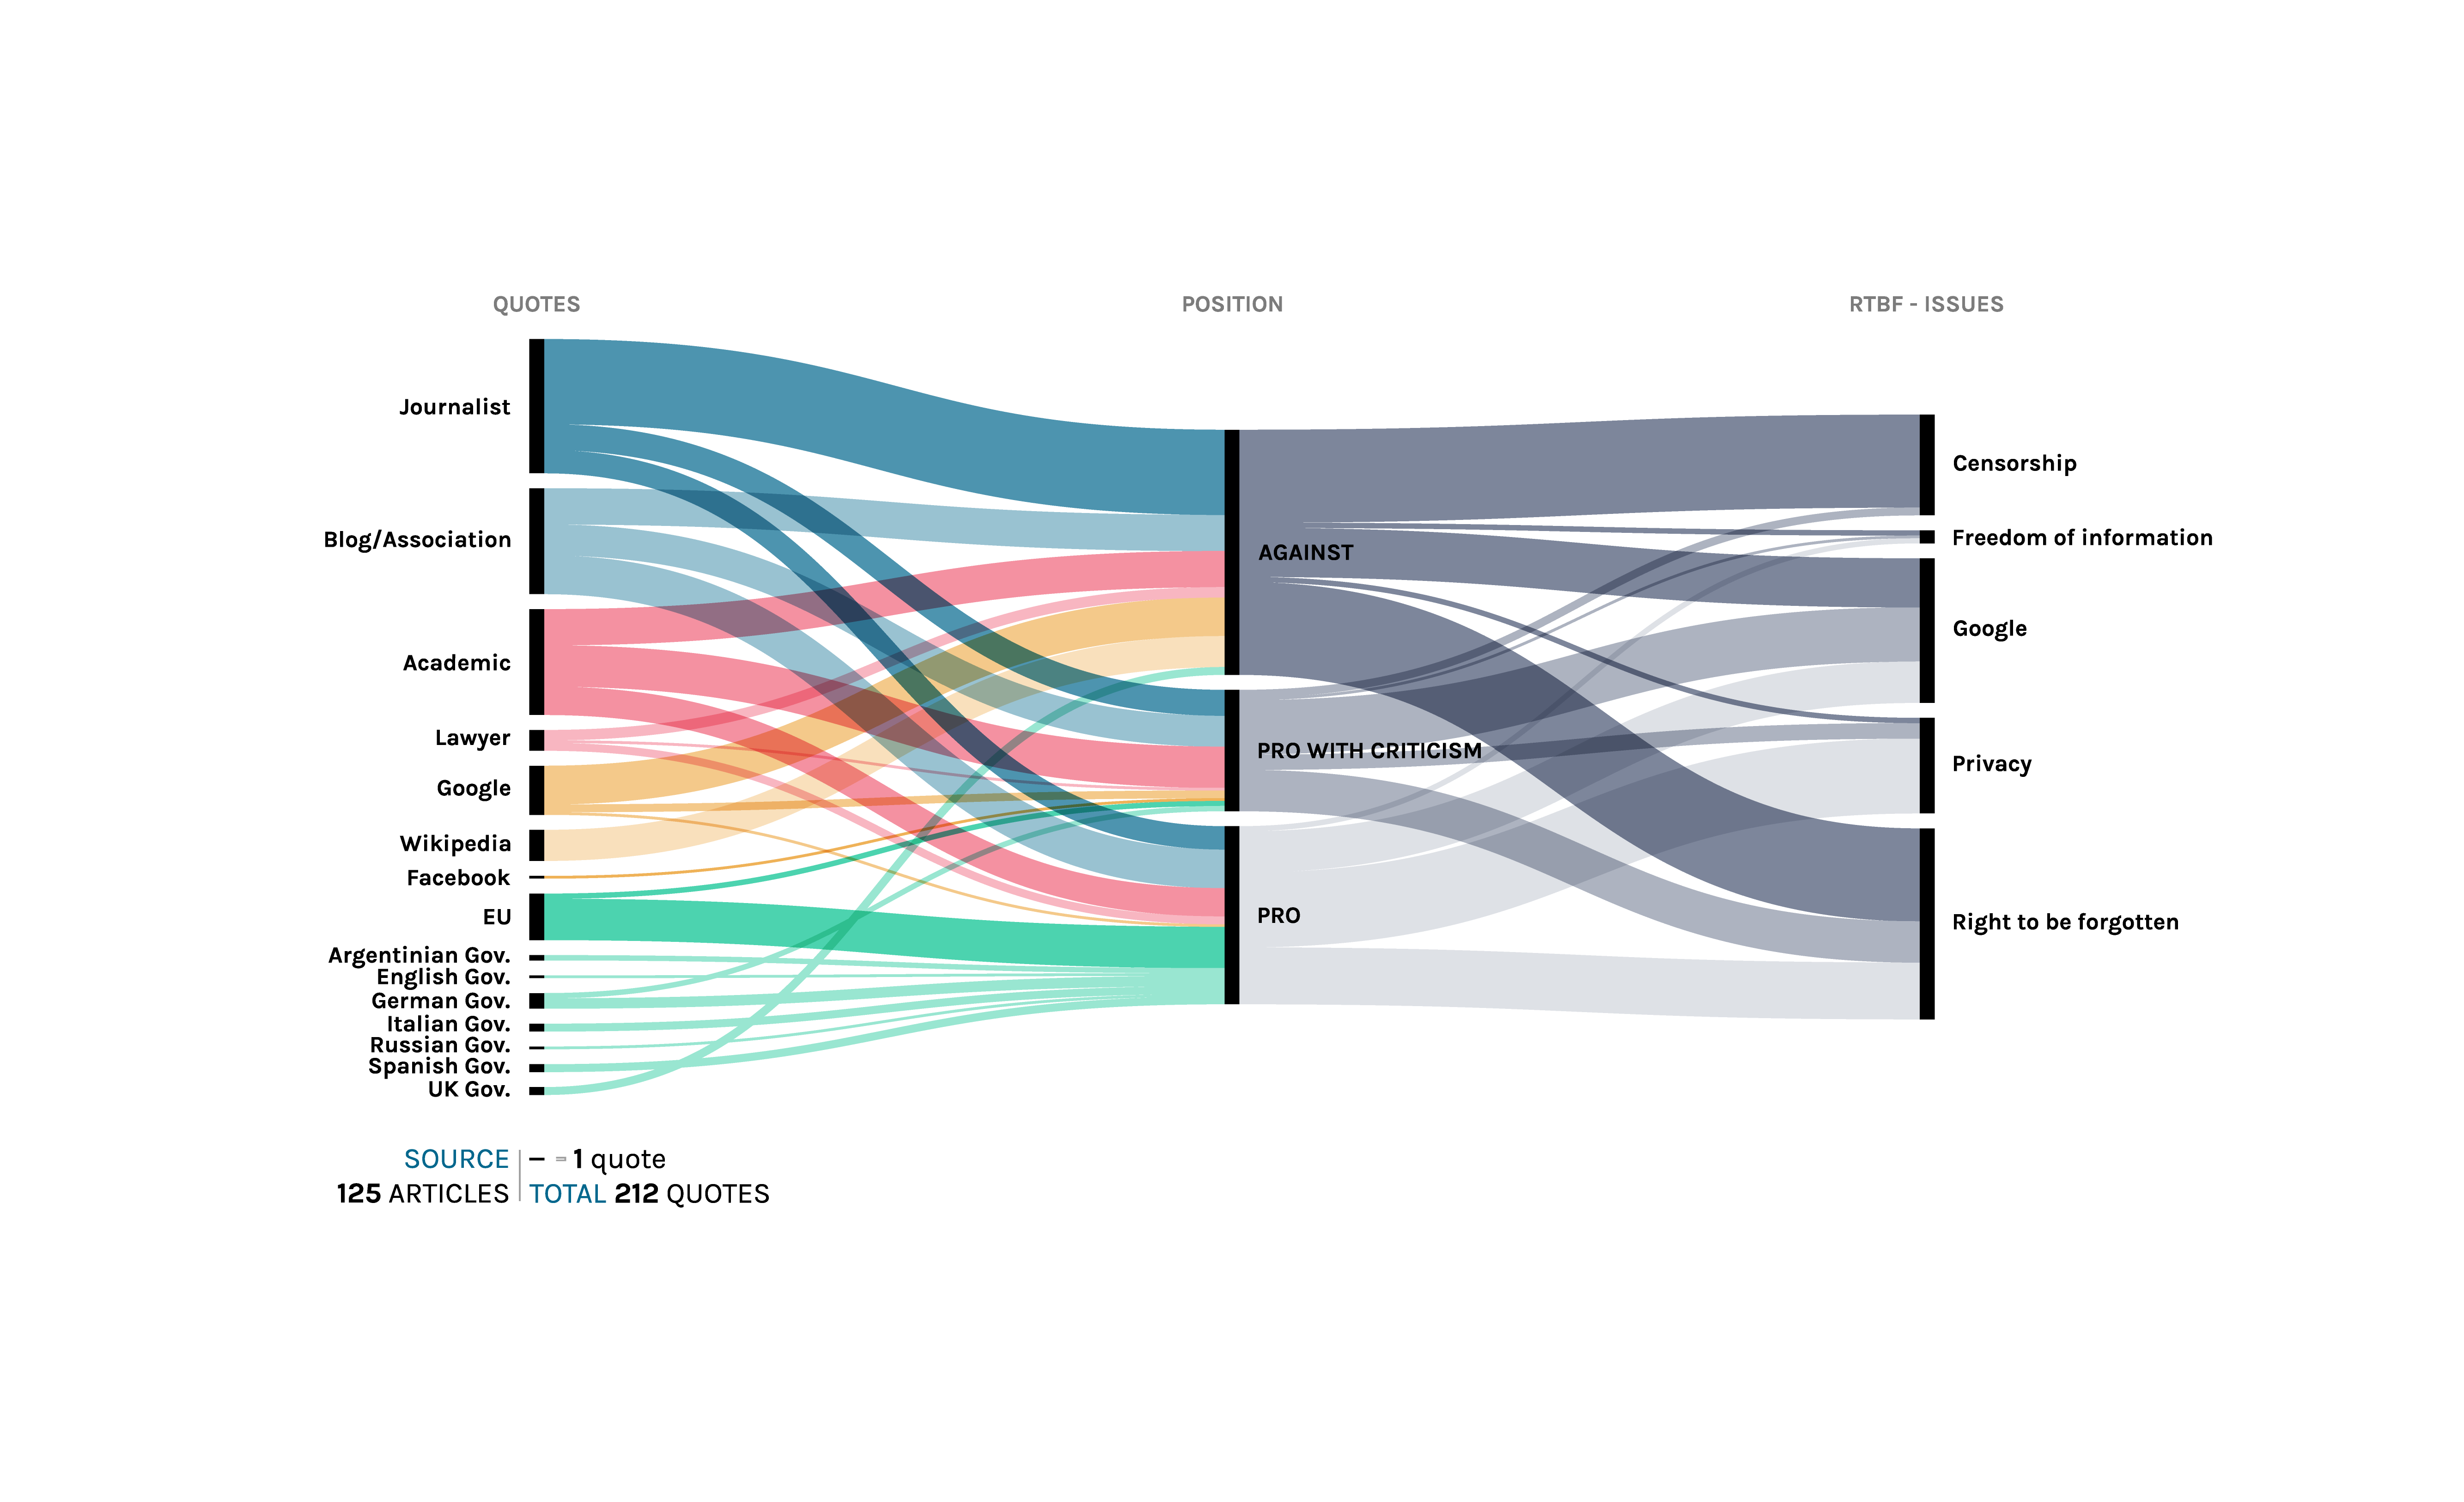 QUOTES
POSITION
RTBF - ISSUES
Journalist
Blog/Association
Academic
Lawyer
Google
Wikipedia
Facebook
EU
Argentinian Gov.
English Gov.
German Gov.
Italian Gov.
Russian Gov.
Spanish Gov.
UK Gov.
AGAINST
PRO WITH CRITICISM
PRO
Censorship
Freedom of information
Google
Privacy
Right to be forgotten
SOURCE
125 ARTICLES
1 quote
TOTAL 212 QUOTES